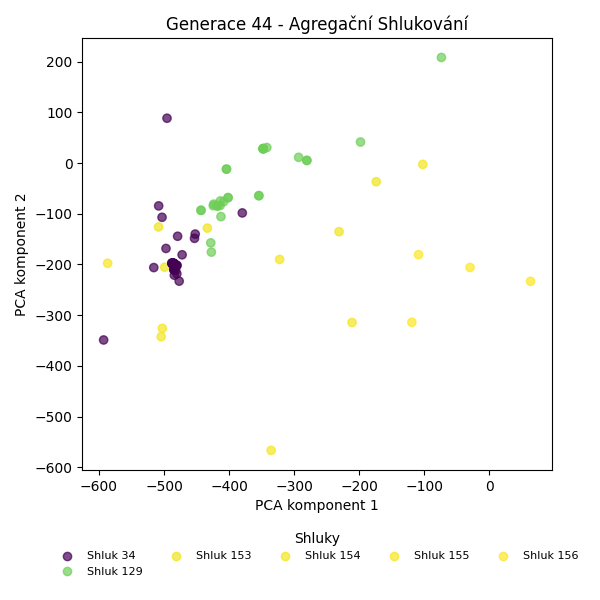 Generace 44 - Agregační Shlukování
200
100
0
−100
−200
−300
−400
−500
−600
PCA komponent 2
−600 −500 −400 −300 −200 −100 0
PCA komponent 1
Shluky
Shluk 34 Shluk 153 Shluk 154 Shluk 155 Shluk 156
Shluk 129